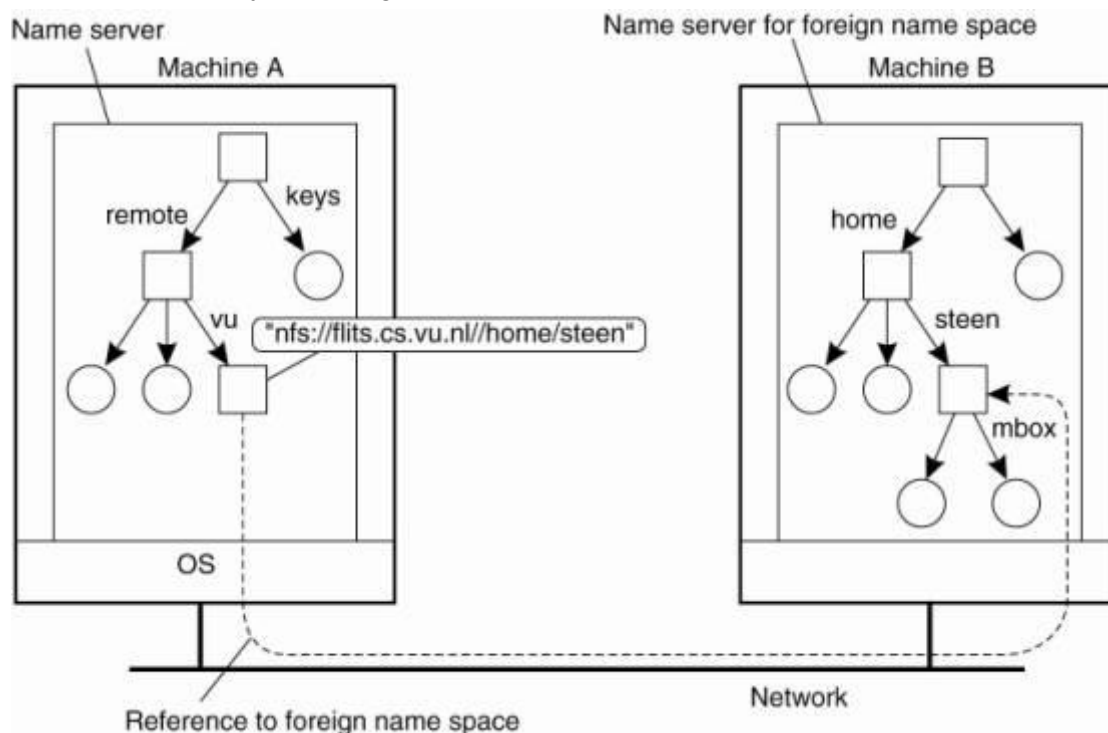 Name server
Name server for foreign name space
Machine A
Machine B
keys
remote
home
vu
"nfs://flits.cs.vu.nl//home/steen"
steen
mbox
OS
Network
Reference to foreign name space